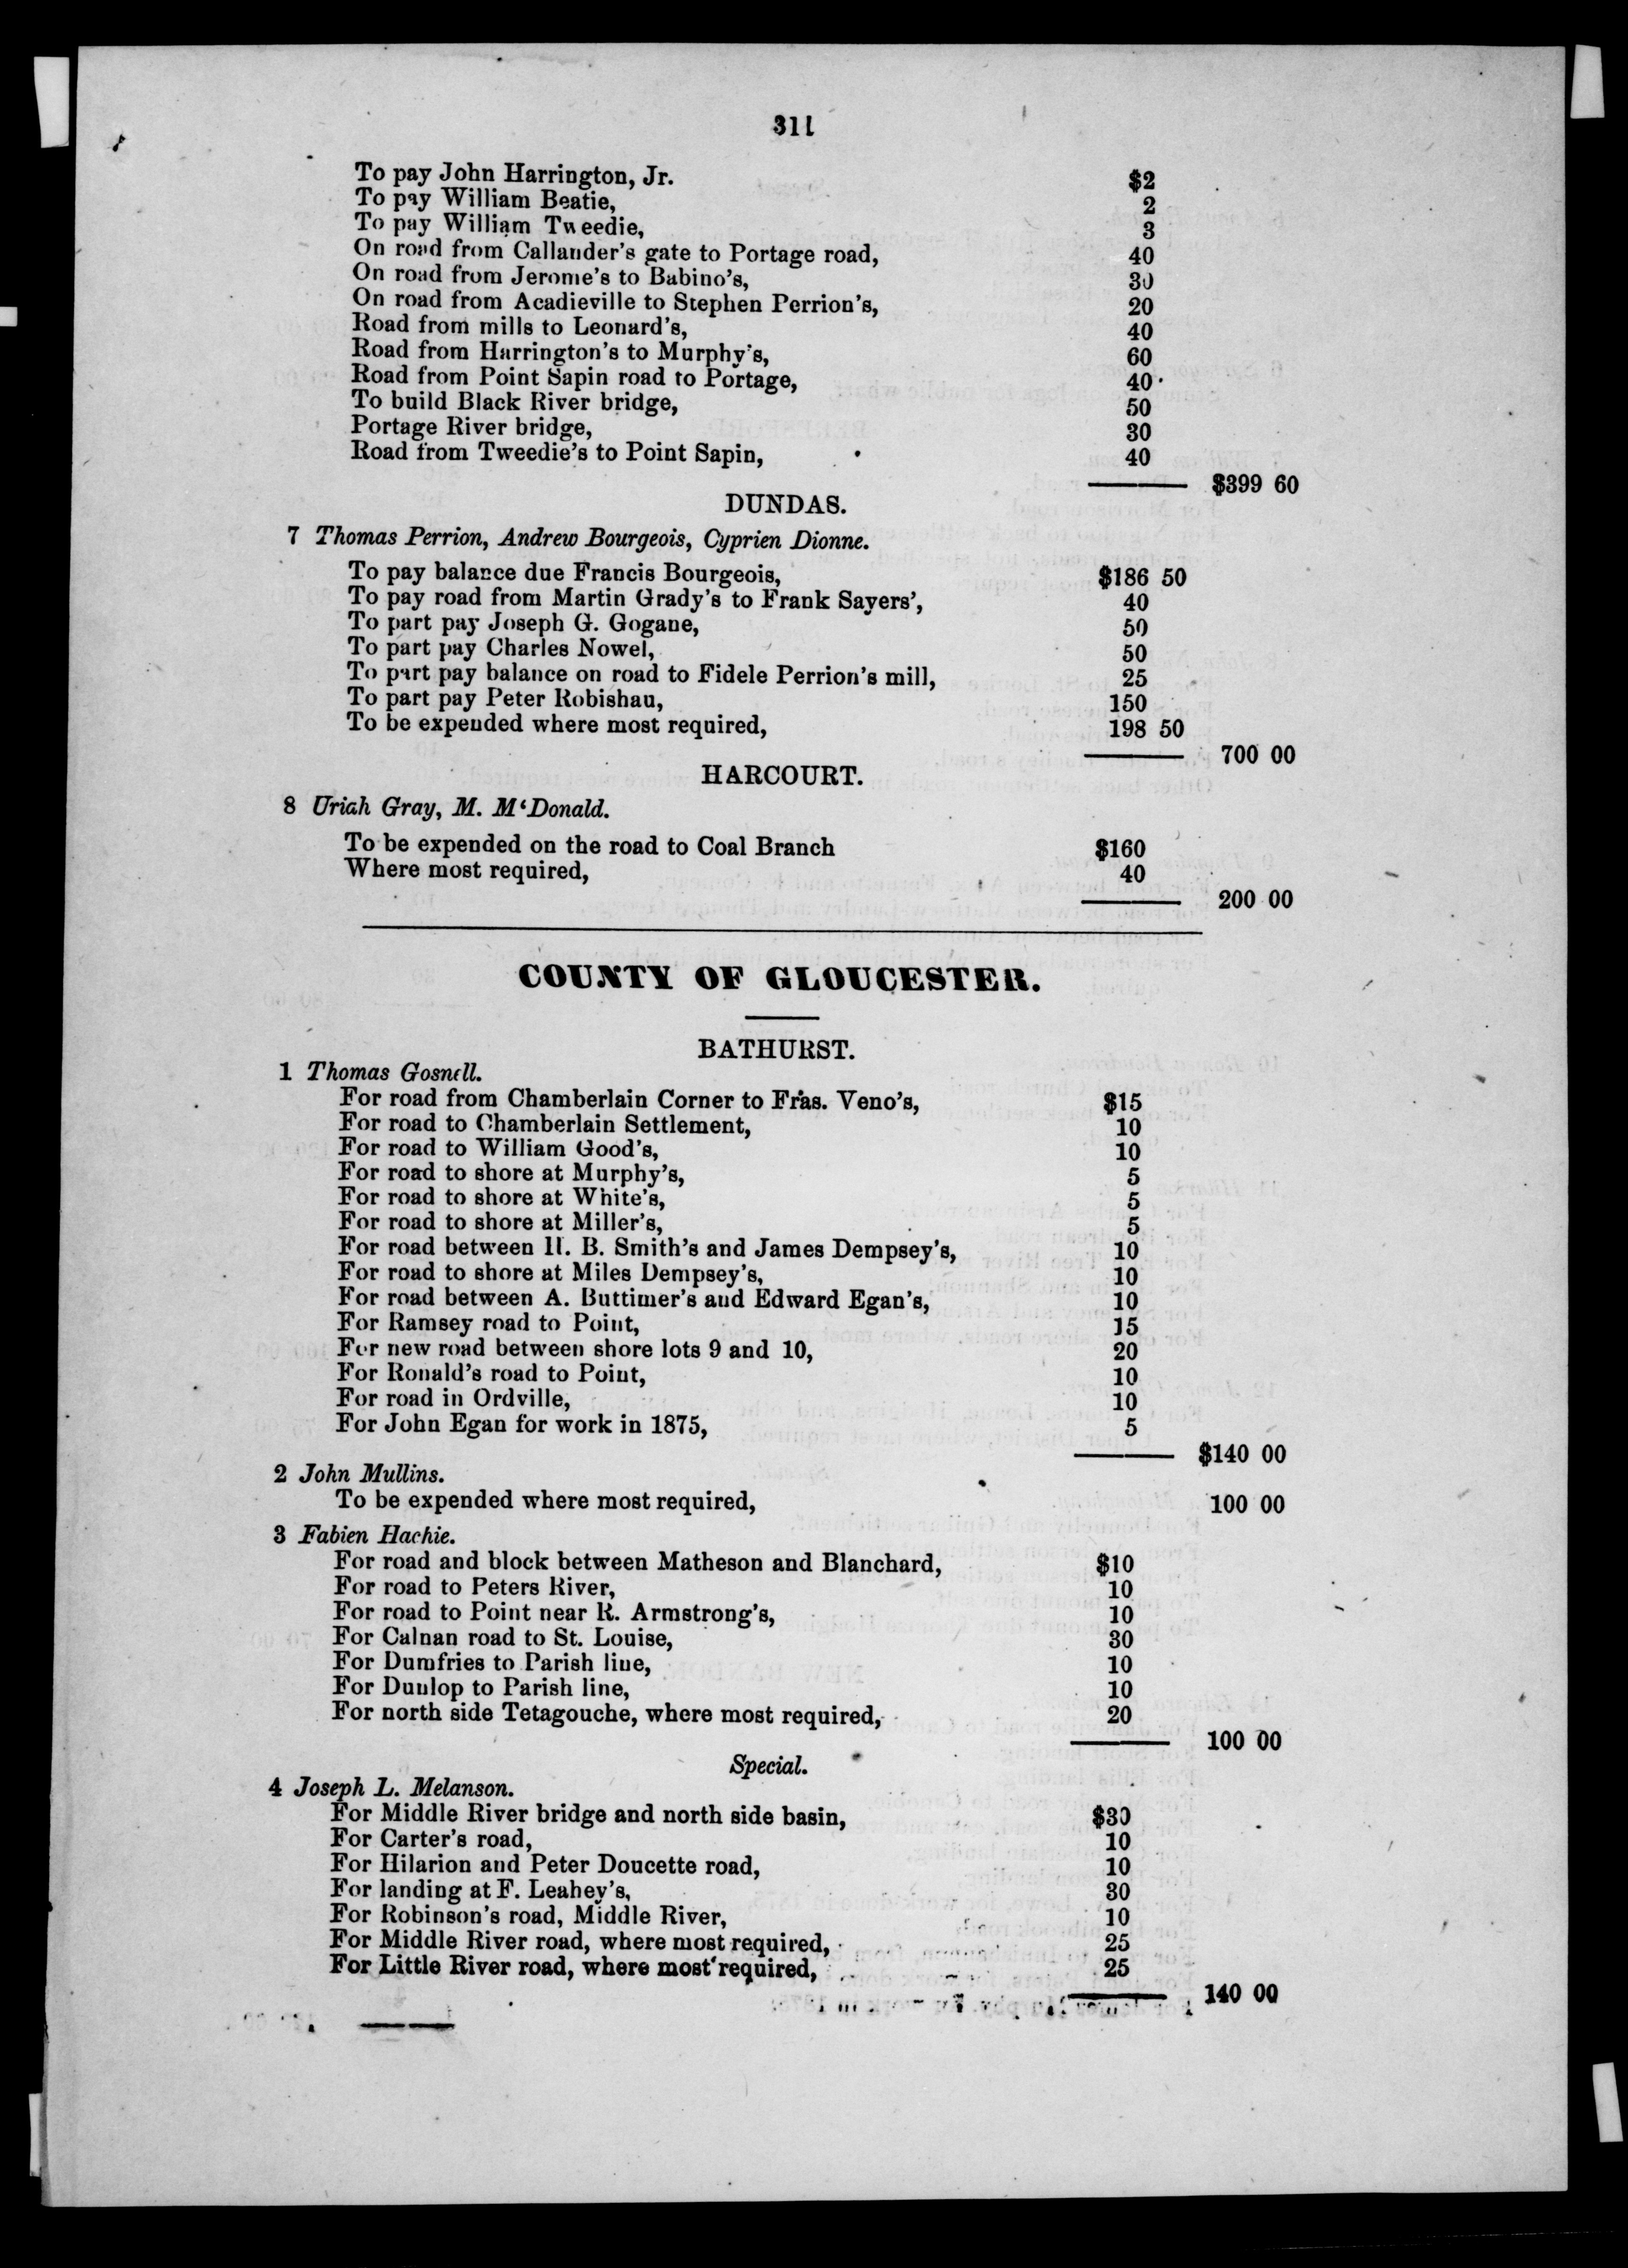 311
To pay John Harrington, Jr. $2
To pay William Beatie, 2
To pay William Tweedie, 3
On road from Callander's gate to Portage road, 40
On road from Jerome's to Babino's, 30
On road from Acadieville to Stephen Perrion's, 20
Road from mills to Leonard's, 40
Road from Harrington's to Murphy's, 60
Road from Point Sapin road to Portage, 40
To build Black River bridge, 50
Portage River bridge, 30
Road from Tweedie's to Point Sapin, 40
$399 60
DUNDAS.
7 Thomas Perrion, Andrew Bourgeois, Cyprien Dionne.
To pay balance due Francis Bourgeois, $186 50
To pay road from Martin Grady's to Frank Sayers', 40
To part pay Joseph G. Gogane, 50
To part pay Charles Nowel, 50
To part pay balance on road to Fidele Perrion's mill, 25
To part pay Peter Robishau, 150
To be expended where most required, 198 50
700 00
HARCOURT.
8 Uriah Gray, M. M‘Donald.
To be expended on the road to Coal Branch $160
Where most required, 40
200 00
COUNTY OF GLOUCESTER.
BATHURST.
1 Thomas Gosnell.
For road from Chamberlain Corner to Fras. Veno's, $15
For road to Chamberlain Settlement, 10
For road to William Good's, 10
For road to shore at Murphy's, 5
For road to shore at White's, 5
For road to shore at Miller's, 5
For road between H. B. Smith's and James Dempsey's, 10
For road to shore at Miles Dempsey's, 10
For road between A. Buttimer's and Edward Egan's, 10
For Ramsey road to Point, 15
For new road between shore lots 9 and 10, 20
For Ronald's road to Point, 10
For road in Ordville, 10
For John Egan for work in 1875, 5
$140 00
2 John Mullins.
To be expended where most required, 100 00
3 Fabien Hachie.
For road and block between Matheson and Blanchard, $10
For road to Peters River, 10
For road to Point near R. Armstrong's, 10
For Calnan road to St. Louise, 30
For Dumfries to Parish line, 10
For Dunlop to Parish line, 10
For north side Tetagouche, where most required, 20
100 00
Special.
4 Joseph L. Melanson.
For Middle River bridge and north side basin, $30
For Carter's road, 10
For Hilarion and Peter Doucette road, 10
For landing at F. Leahey's, 30
For Robinson's road, Middle River, 10
For Middle River road, where most required, 25
For Little River road, where most required, 25
140 00